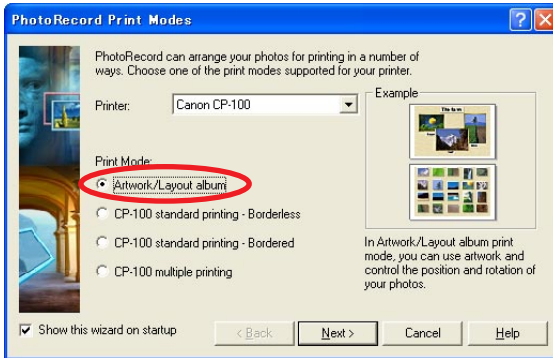 PhotoRecord Print Modes
PhotoRecord can arrange your photos for printing in a number of
ways. Choose one of the print modes supported for your printer.
Printer:
Canon CP-100
Print Mode:
Artwork/Layout album
CP-100 standard printing - Borderless
CP-100 standard printing - Bordered
CP-100 multiple printing
Example
The farm
In Artwork/Layout album print
mode, you can use artwork and
control the position and rotation of
your photos.
Show this wizard on startup
< Back
Next >
Cancel
Help